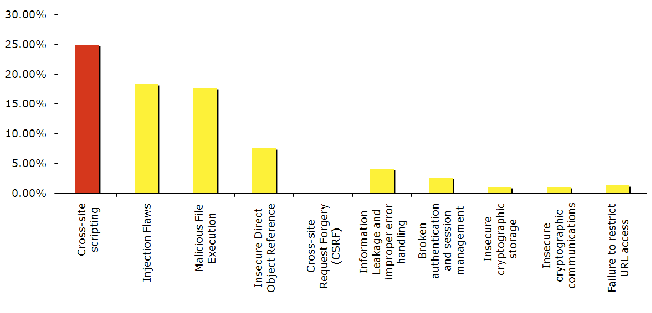 30.00%
25.00%
20.00%
15.00%
10.00%
5.00%
0.00%
Cross-site
scripting
Injection Flaws
Malicious File
Execution
Insecure Direct
Object Reference
Cross-site
Request Forgery
(CSRF)
Information
Leakage and
Improper error
handling
Broken
authentication
and session
management
Insecure
cryptographic
storage
Insecure
cryptographic
communications
Failure to restrict
URL access